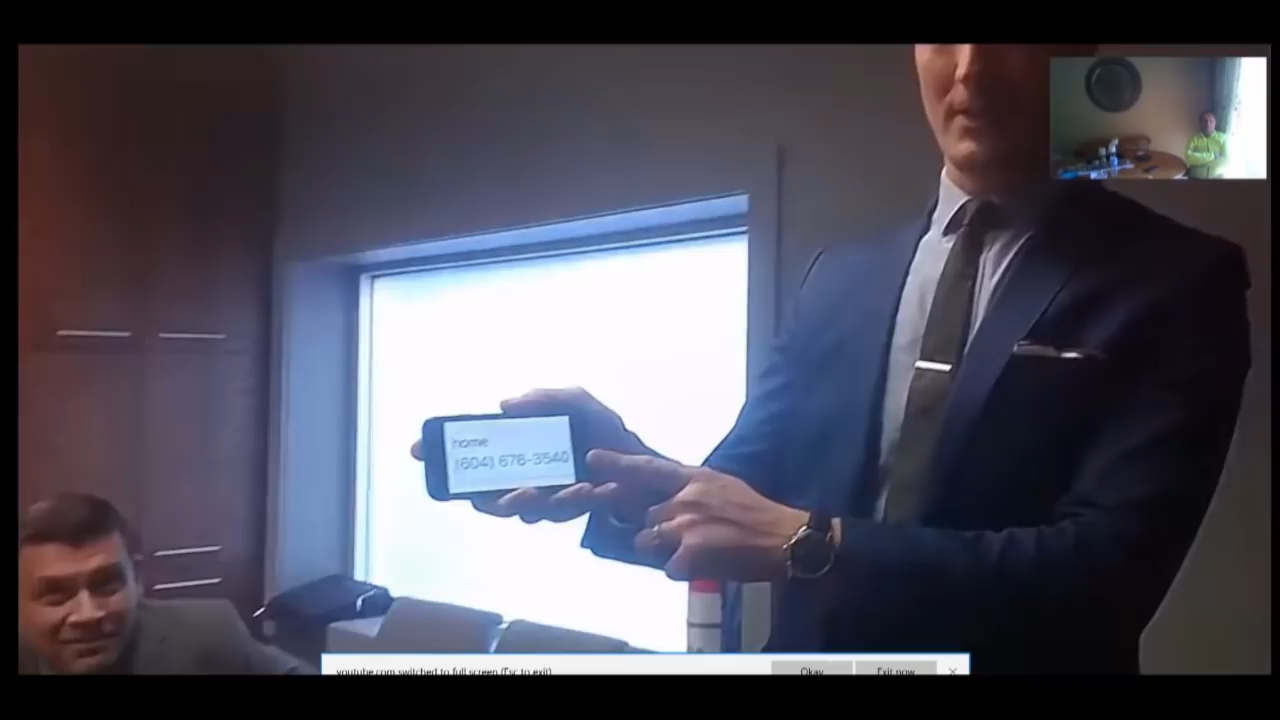 home
(604) 678-3540
youtube.com switched to full screen (Esc to exit)
Okay
Exit now